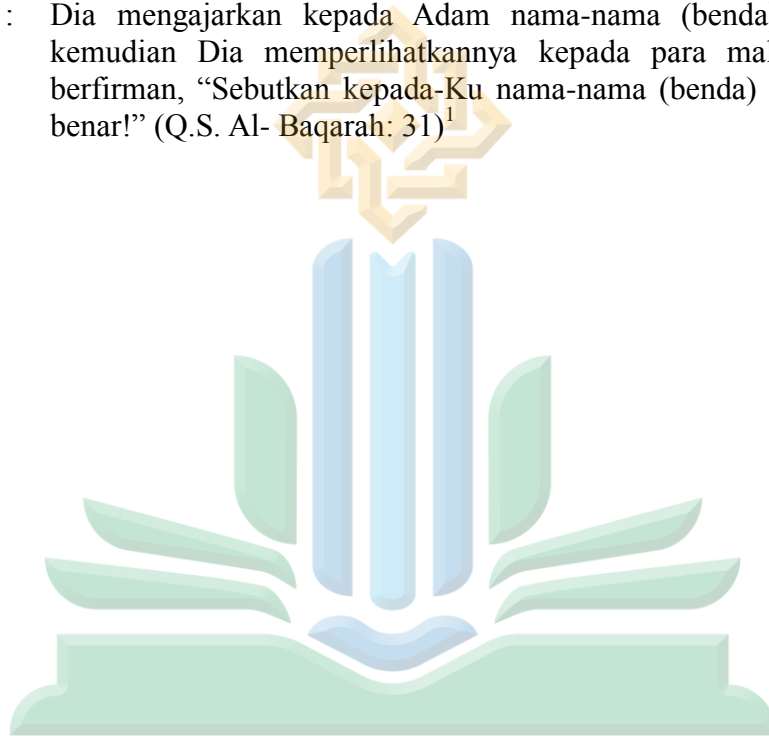 : Dia mengajarkan kepada Adam nama-nama (benda
kemudian Dia memperlihatkannya kepada para mal
berfirman, “Sebutkan kepada-Ku nama-nama (benda)
benar!” (Q.S. Al- Baqarah: 31)1